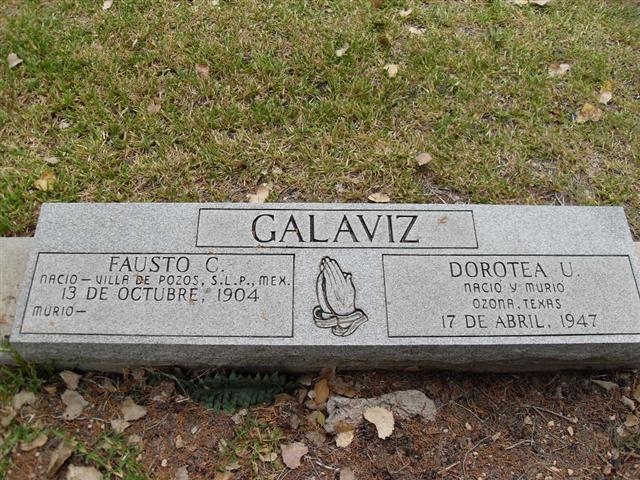 GALAVIZ
FAUSTO C.
NACIO — VILLA DE POZOS, S.L.P., MEX.
13 DE OCTUBRE, 1904
MURIO —
DOROTEA U.
NACIO Y MURIO
OZONA, TEXAS
17 DE ABRIL, 1947